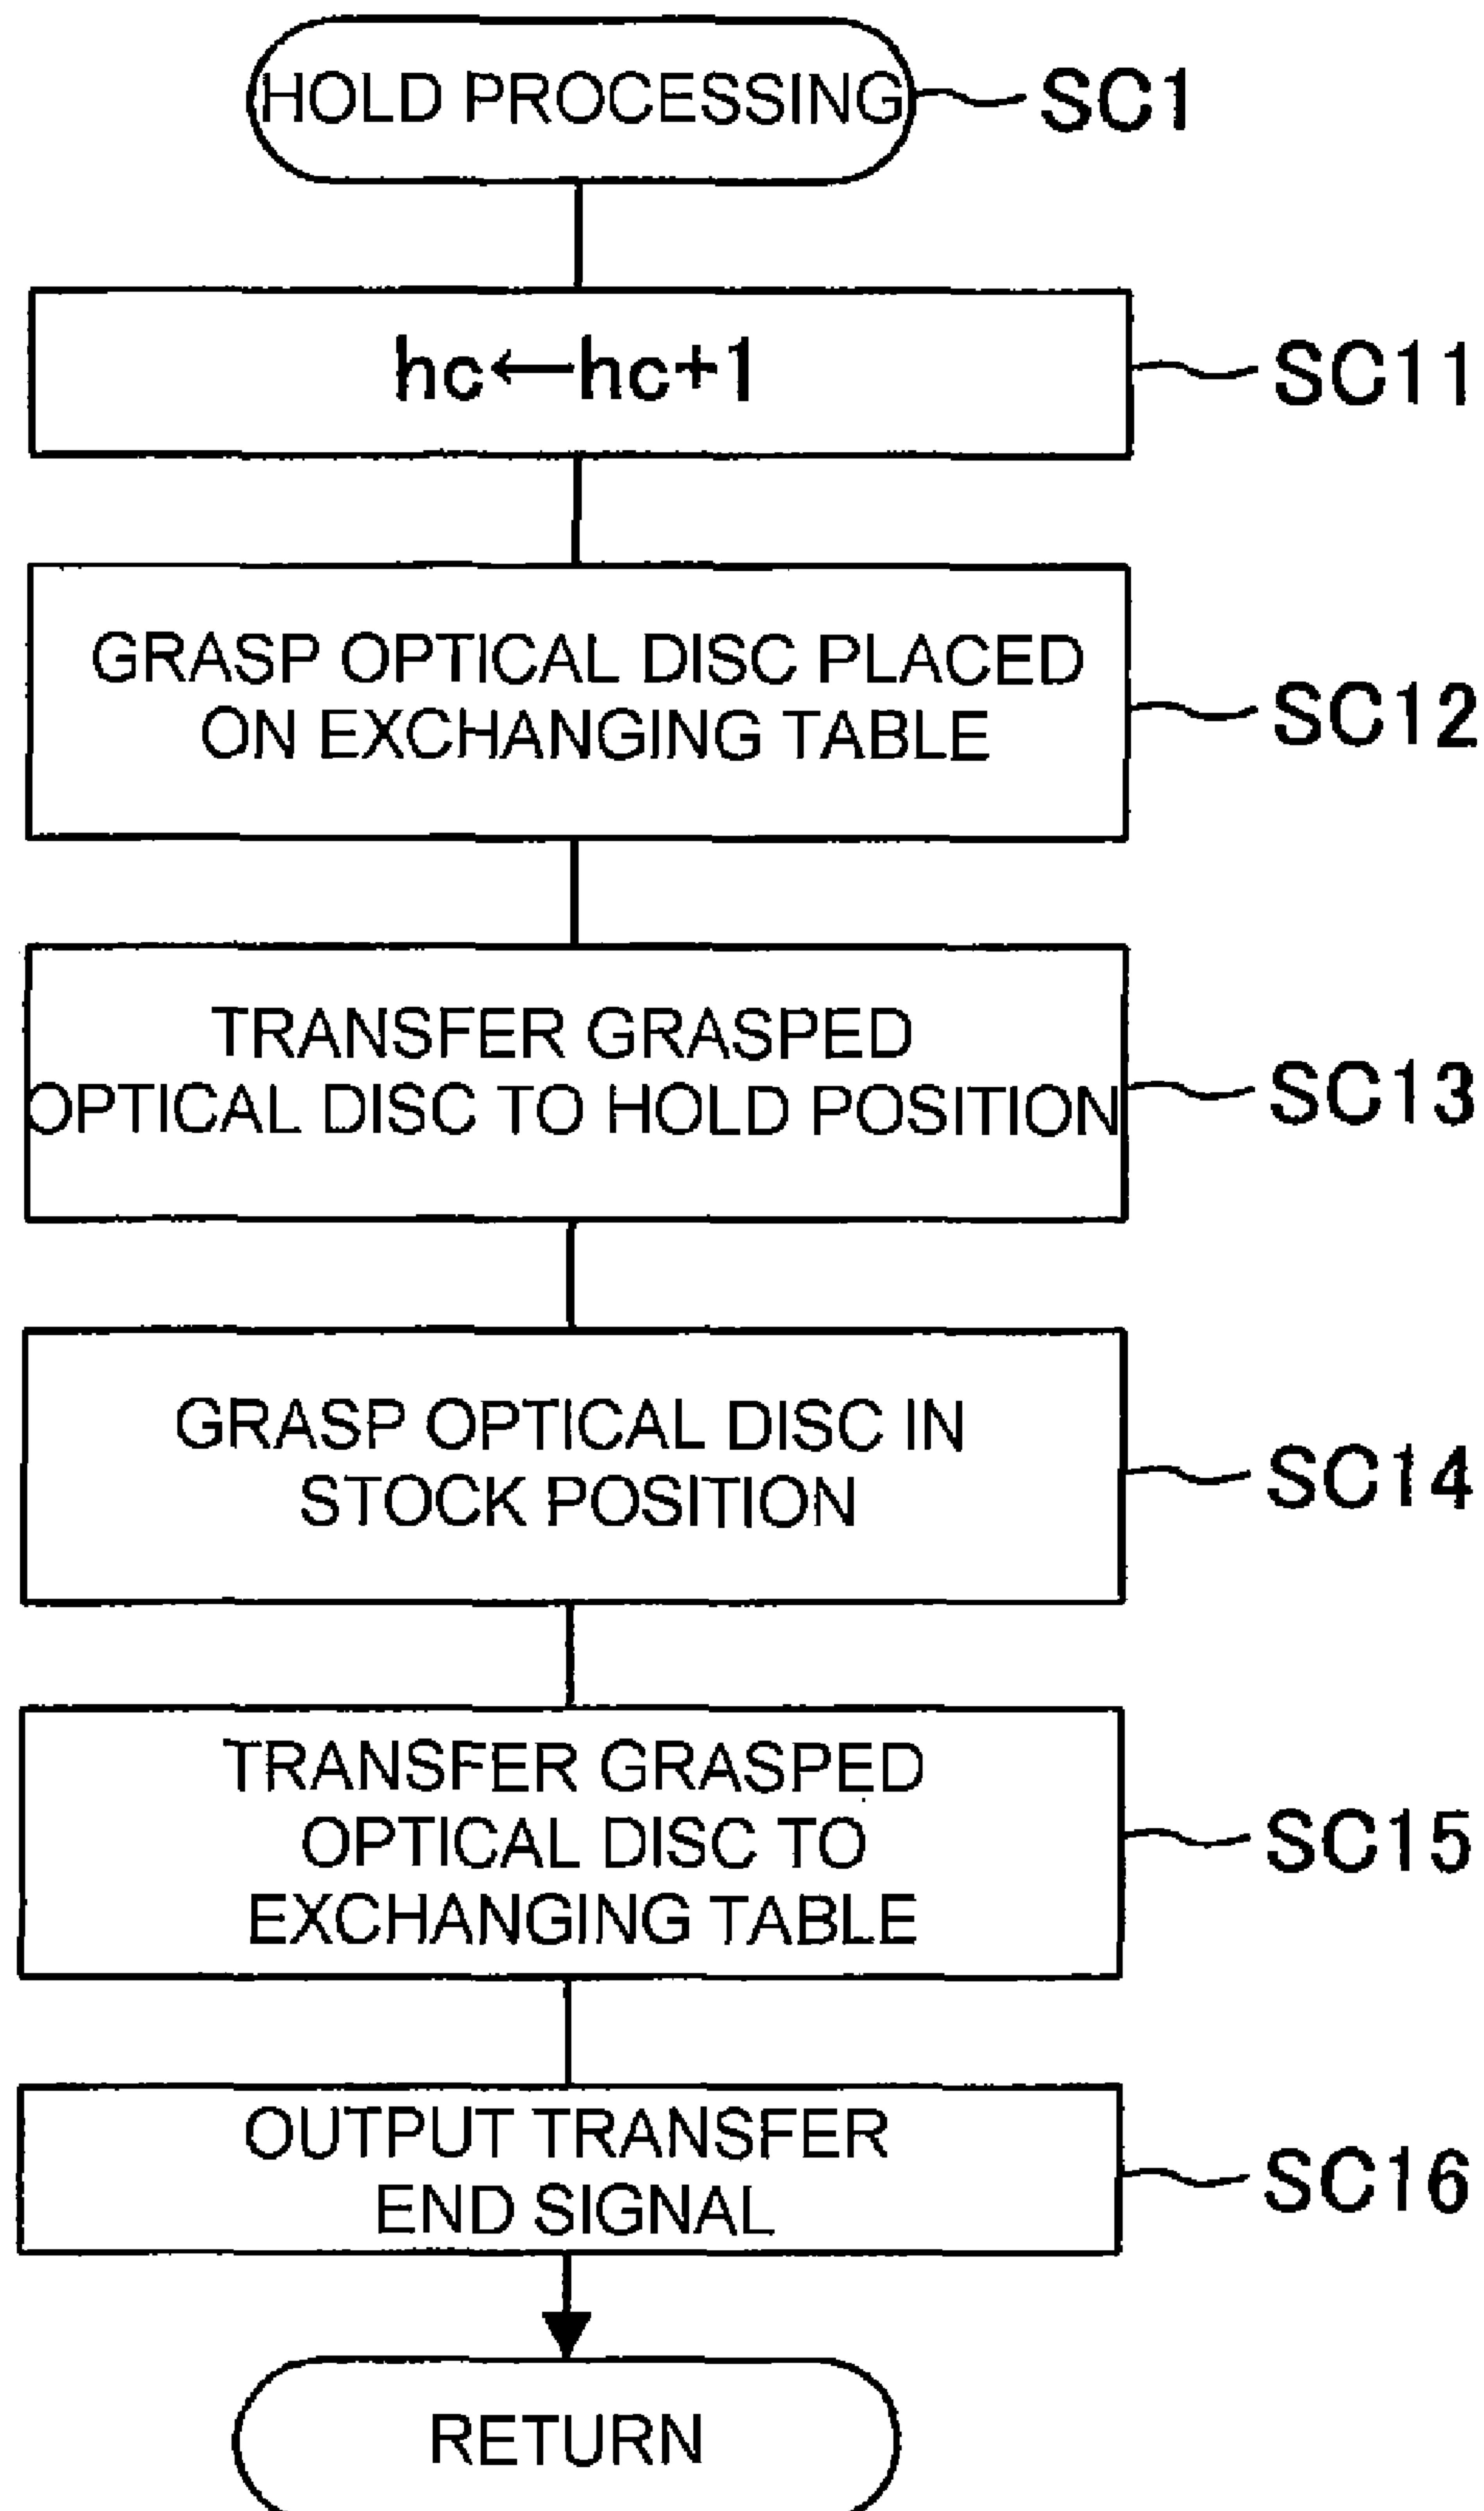 HOLD PROCESSING
SC1
hc←hc+1
SC11
GRASP OPTICAL DISC PLACED
ON EXCHANGING TABLE
SC12
TRANSFER GRASPED
OPTICAL DISC TO HOLD POSITION
SC13
GRASP OPTICAL DISC IN
STOCK POSITION
SC14
TRANSFER GRASPED
OPTICAL DISC TO
EXCHANGING TABLE
SC15
OUTPUT TRANSFER
END SIGNAL
SC16
RETURN